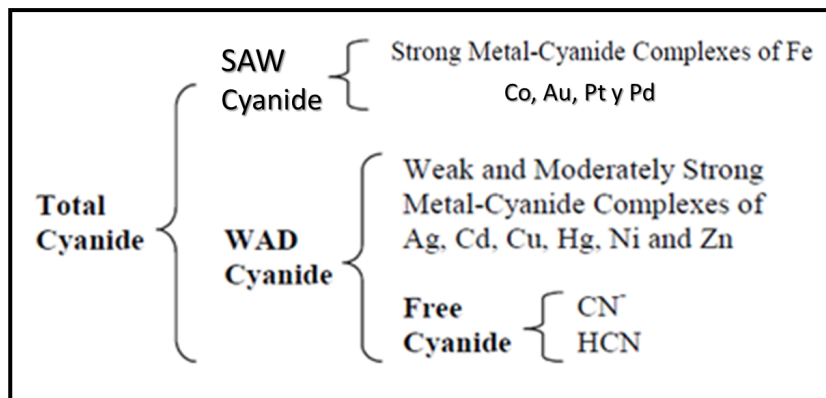 SAW
Cyanide
Strong Metal-Cyanide Complexes of Fe
Co, Au, Pt y Pd
Total
Cyanide
WAD
Cyanide
Weak and Moderately Strong
Metal-Cyanide Complexes of
Ag, Cd, Cu, Hg, Ni and Zn
Free
Cyanide
CN⁻
HCN